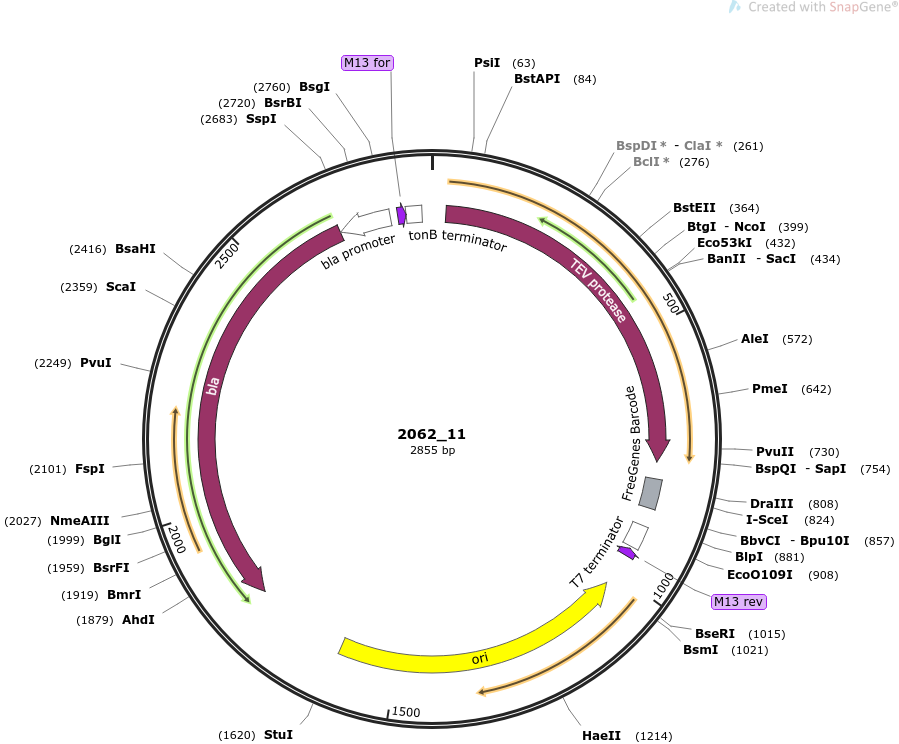 Created with SnapGene®
M13 for
PsiI (63)
BstAPI (84)
(2760) BsgI
(2720) BsrBI
(2683) SspI
BspDI * - ClaI * (261)
BclI * (276)
BstEII (364)
BtgI - NcoI (399)
Eco53kI (432)
BanII - SacI (434)
(2416) BsaHI
(2359) ScaI
(2249) PvuI
(2101) FspI
(2027) NmeAIII
(1999) BglI
(1959) BsrFI
(1919) BmrI
(1879) AhdI
(1620) StuI
AleI (572)
PmeI (642)
PvuII (730)
BspQI - SapI (754)
DraIII (808)
I-SceI (824)
BbvCI - Bpu10I (857)
BlpI (881)
EcoO109I (908)
M13 rev
BseRI (1015)
BsmI (1021)
HaeII (1214)
2500
500
2000
1000
1500
bla promoter
tonB terminator
TEV protease
bla
FreeGenes Barcode
T7 terminator
ori
2062_11
2855 bp